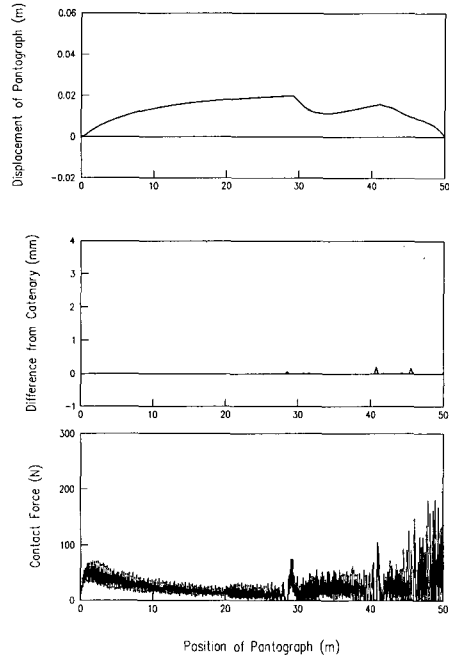 Displacement of Pantograph (m)
0.06
0.04
0.02
0
-0.02
0 10 20 30 40 50
Difference from Catenary (mm)
4
3
2
1
0
-1
0 10 20 30 40 50
Contact Force (N)
300
200
100
0
0 10 20 30 40 50
Position of Pantograph (m)